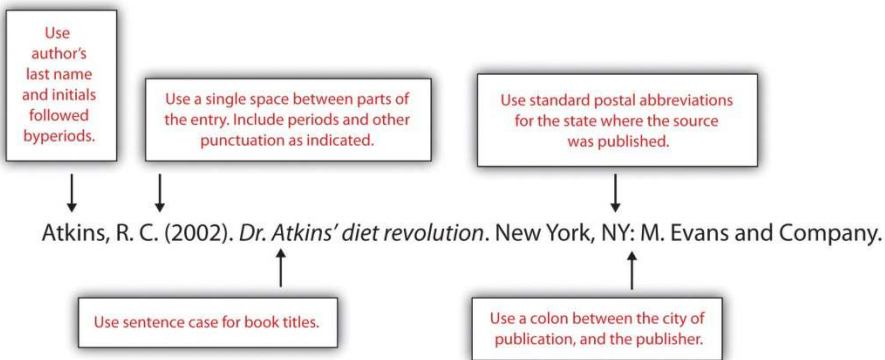 Use
author's
last name
and initials
followed
byperiods.
Use a single space between parts of
the entry. Include periods and other
punctuation as indicated.
Use standard postal abbreviations
for the state where the source
was published.
Atkins, R. C. (2002). Dr. Atkins' diet revolution. New York, NY: M. Evans and Company.
Use sentence case for book titles.
Use a colon between the city of
publication, and the publisher.